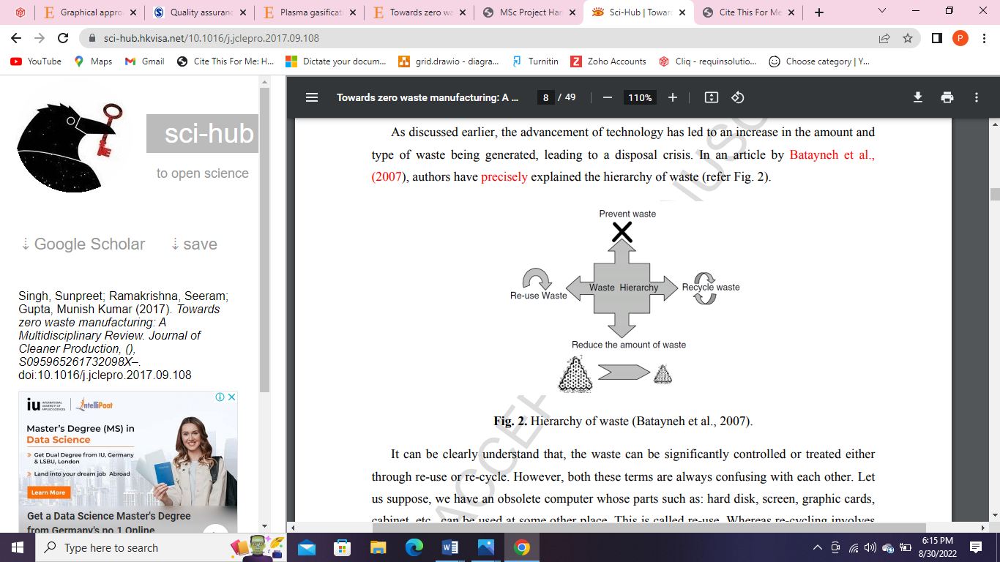 Graphical appro
Quality assuranc
Plasma gasificat
Towards zero wa
MSc Project Han
Sci-Hub | Towar
Cite This For Me
sci-hub.hkvisa.net/10.1016/j.jclepro.2017.09.108
P
YouTube
Maps
Gmail
Cite This For Me: H...
Dictate your docum...
grid.drawio - diagra...
Turnitin
Zoho Accounts
Cliq - requinsolutio...
Choose category | Y...
sci-hub
to open science
⇣ Google Scholar
⇣ save
Singh, Sunpreet; Ramakrishna, Seeram;
Gupta, Munish Kumar (2017). Towards
zero waste manufacturing: A
Multidisciplinary Review. Journal of
Cleaner Production, (),
S095965261732098X–.
doi:10.1016/j.jclepro.2017.09.108
iu INTERNATIONAL UNIVERSITY OF APPLIED SCIENCES
IntelliPaat
Master's Degree (MS) in
Data Science
» Get Dual Degree from IU, Germany
& LSBU, London
» Land into your dream job Abroad
Learn More
Get a Data Science Master's Degree
from Germany's no 1 Online
Towards zero waste manufacturing: A ...
8 / 49
110%
As discussed earlier, the advancement of technology has led to an increase in the amount and
type of waste being generated, leading to a disposal crisis. In an article by Batayneh et al.,
(2007), authors have precisely explained the hierarchy of waste (refer Fig. 2).
Prevent waste
Re-use Waste
Waste Hierarchy
Recycle waste
Reduce the amount of waste
Fig. 2. Hierarchy of waste (Batayneh et al., 2007).
It can be clearly understand that, the waste can be significantly controlled or treated either
through re-use or re-cycle. However, both these terms are always confusing with each other. Let
us suppose, we have an obsolete computer whose parts such as: hard disk, screen, graphic cards,
cabinet, etc., can be used at some other place. This is called re-use. Whereas re-cycling involves
Type here to search
6:15 PM
8/30/2022